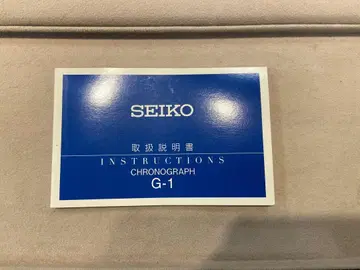 SEIKO
取扱説明書
INSTRUCTIONS
CHRONOGRAPH
G-1